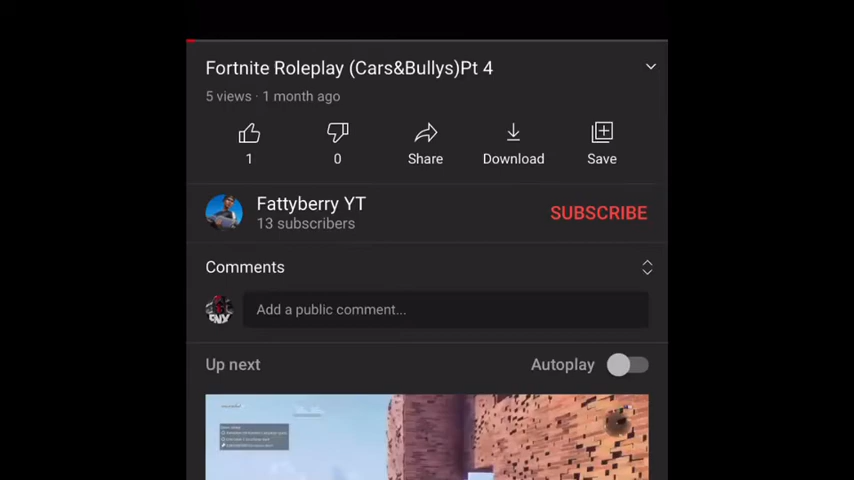 Fortnite Roleplay (Cars&Bullys)Pt 4
5 views · 1 month ago
1
0
Share
Download
Save
Fattyberry YT
13 subscribers
SUBSCRIBE
Comments
Add a public comment...
Up next
Autoplay